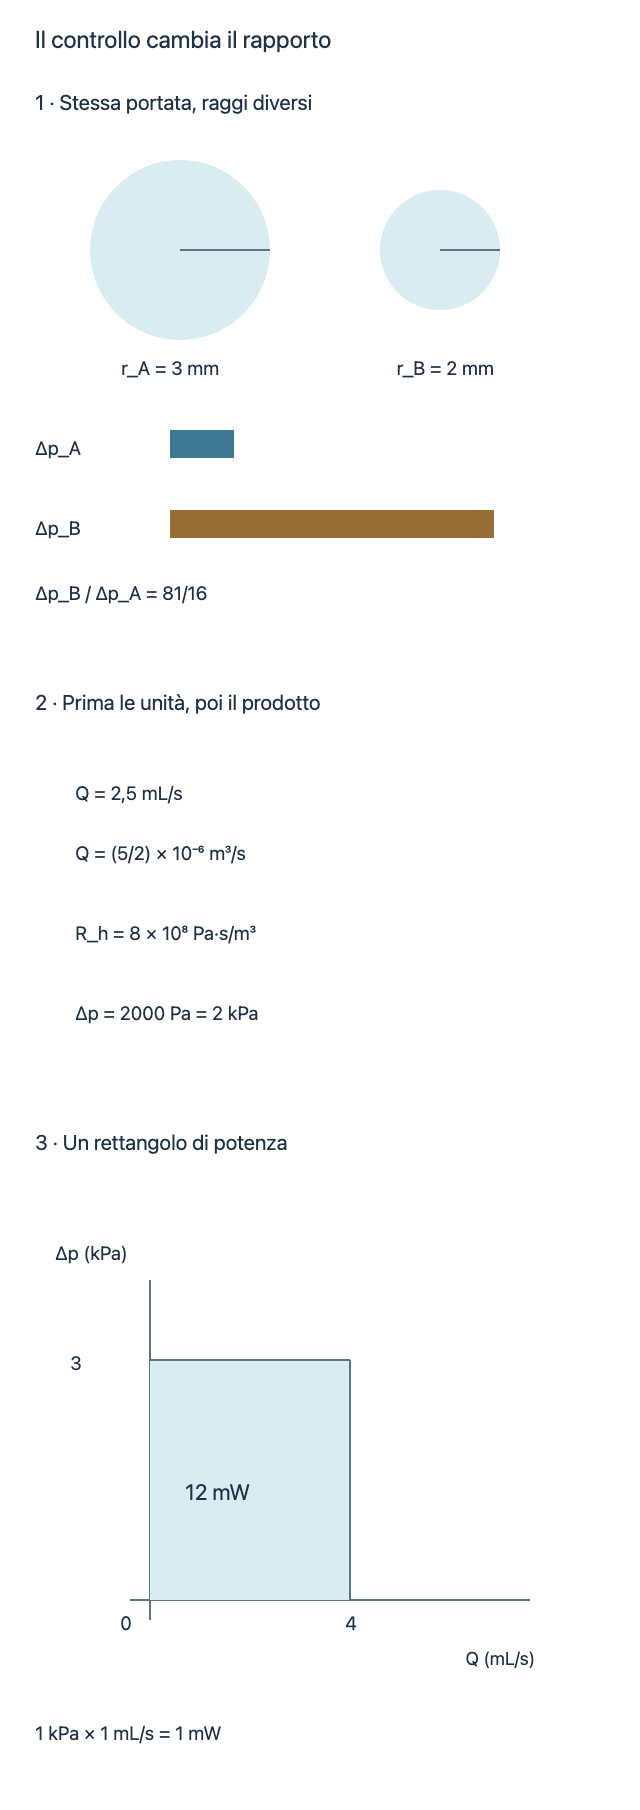 Il controllo cambia il rapporto
1 · Stessa portata, raggi diversi
r_A = 3 mm
r_B = 2 mm
Δp_A
Δp_B
Δp_B / Δp_A = 81/16
2 · Prima le unità, poi il prodotto
Q = 2,5 mL/s
Q = (5/2) × 10⁻⁶ m³/s
R_h = 8 × 10⁸ Pa·s/m³
Δp = 2000 Pa = 2 kPa
3 · Un rettangolo di potenza
Δp (kPa)
3
12 mW
0
4
Q (mL/s)
1 kPa × 1 mL/s = 1 mW